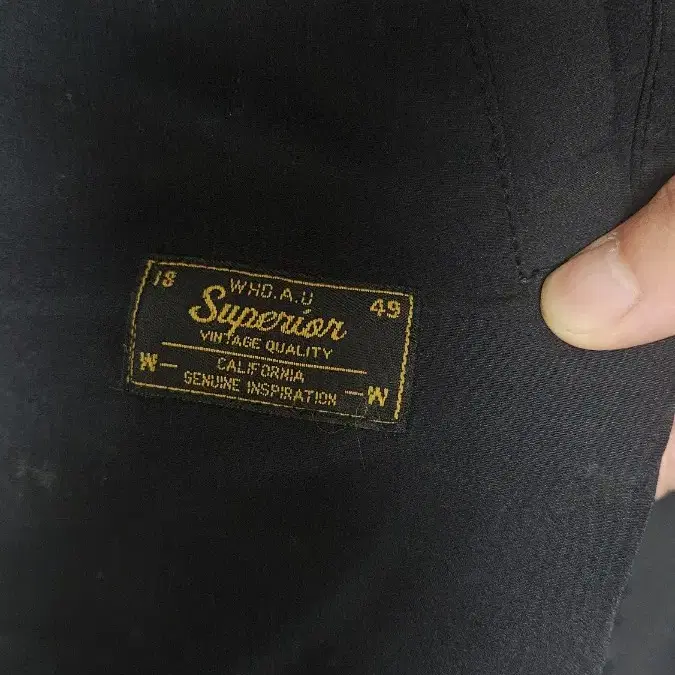 18 WHO.A.U 49
Superior
VINTAGE QUALITY
W — CALIFORNIA — W
GENUINE INSPIRATION